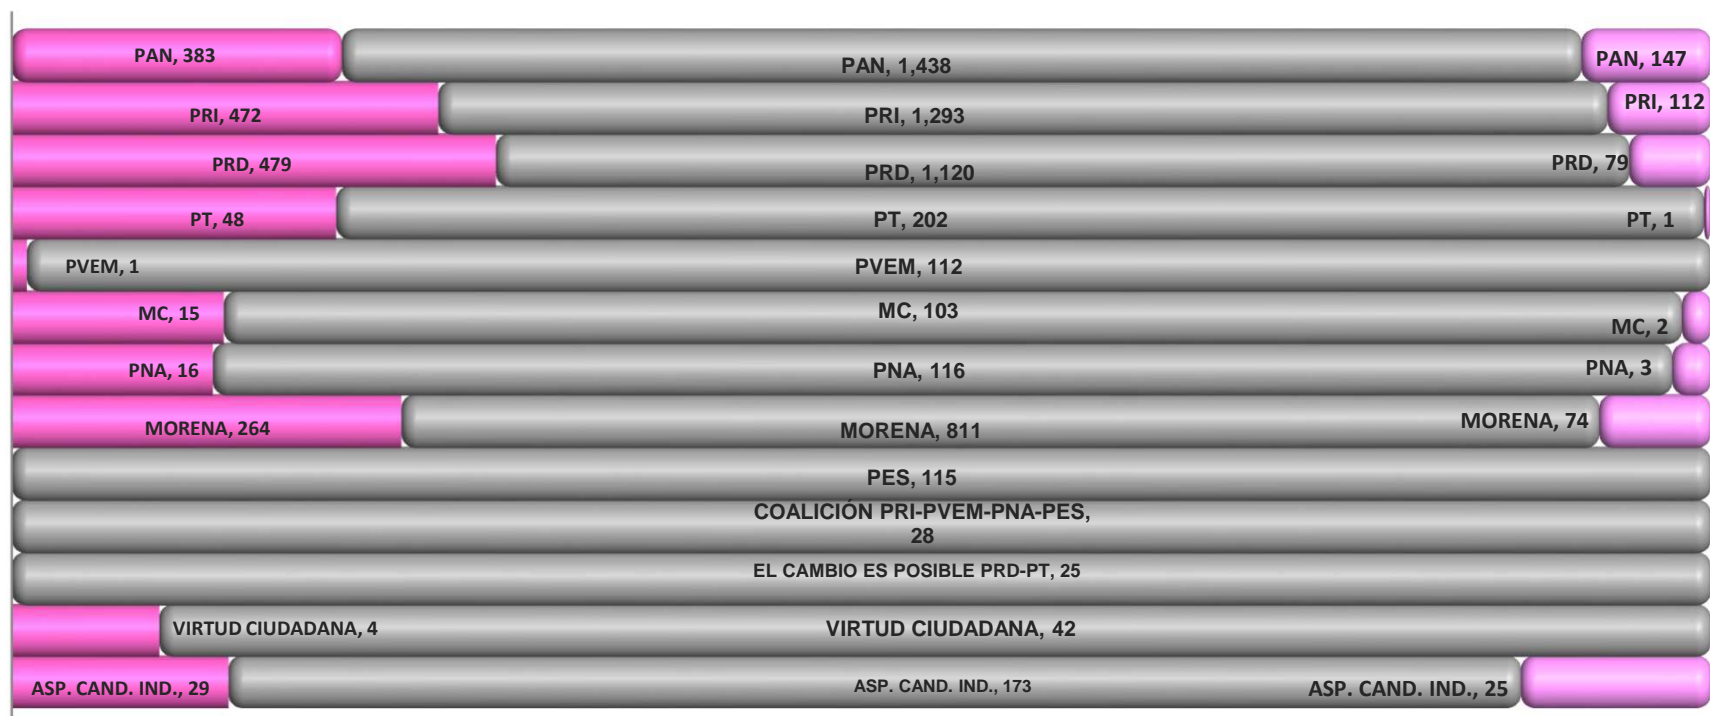 PAN, 383
PAN, 1,438
PAN, 147
PRI, 472
PRI, 1,293
PRI, 112
PRD, 479
PRD, 1,120
PRD, 79
PT, 48
PT, 202
PT, 1
PVEM, 1
PVEM, 112
MC, 15
MC, 103
MC, 2
PNA, 16
PNA, 116
PNA, 3
MORENA, 264
MORENA, 811
MORENA, 74
PES, 115
COALICIÓN PRI-PVEM-PNA-PES,
28
EL CAMBIO ES POSIBLE PRD-PT, 25
VIRTUD CIUDADANA, 4
VIRTUD CIUDADANA, 42
ASP. CAND. IND., 29
ASP. CAND. IND., 173
ASP. CAND. IND., 25